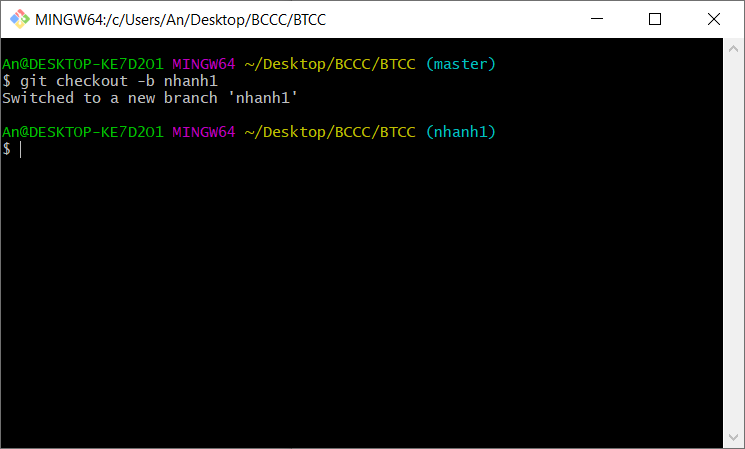 MINGW64:/c/Users/An/Desktop/BCCC/BTCC
An@DESKTOP-KE7D2O1 MINGW64 ~/Desktop/BCCC/BTCC (master)
$ git checkout -b nhanh1
Switched to a new branch 'nhanh1'
An@DESKTOP-KE7D2O1 MINGW64 ~/Desktop/BCCC/BTCC (nhanh1)
$